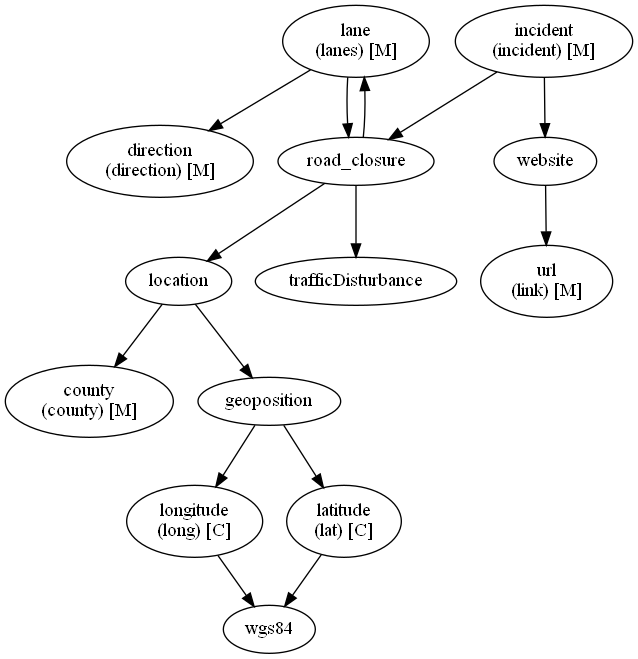 lane
(lanes) [M]
incident
(incident) [M]
direction
(direction) [M]
road_closure
website
location
trafficDisturbance
url
(link) [M]
county
(county) [M]
geoposition
longitude
(long) [C]
latitude
(lat) [C]
wgs84